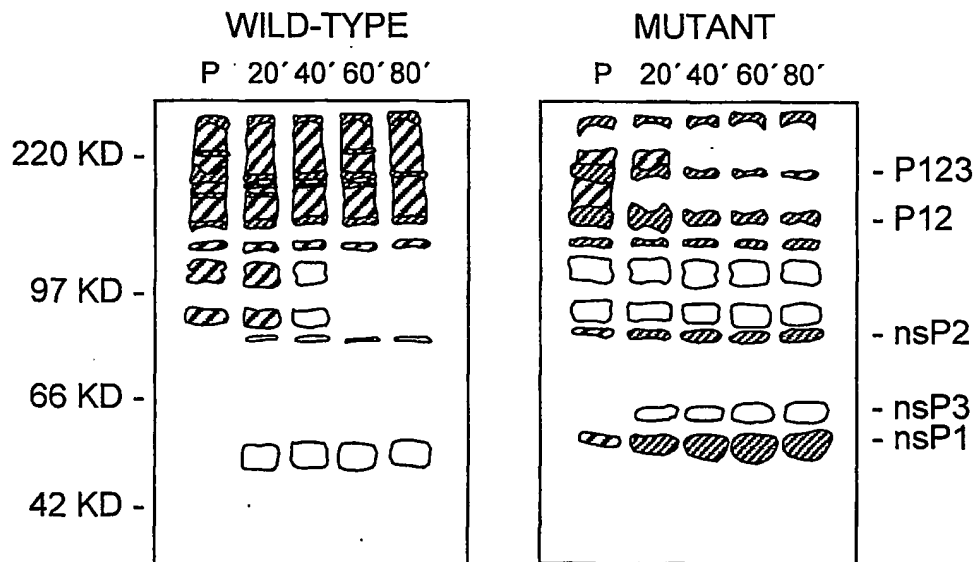 WILD-TYPE MUTANT
P 20´ 40´ 60´ 80´ P 20´ 40´ 60´ 80´
220 KD -
- P123
- P12
97 KD -
- nsP2
66 KD -
- nsP3
- nsP1
42 KD -